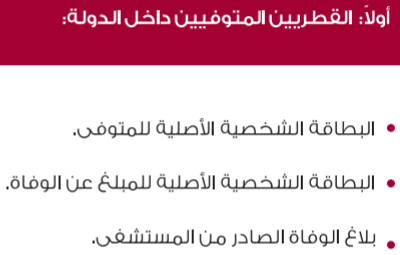 أولاً: القطريين المتوفيين داخل الدولة:
• البطاقة الشخصية الأصلية للمتوفى.
• البطاقة الشخصية الأصلية للمبلغ عن الوفاة.
• بلاغ الوفاة الصادر من المستشفى.